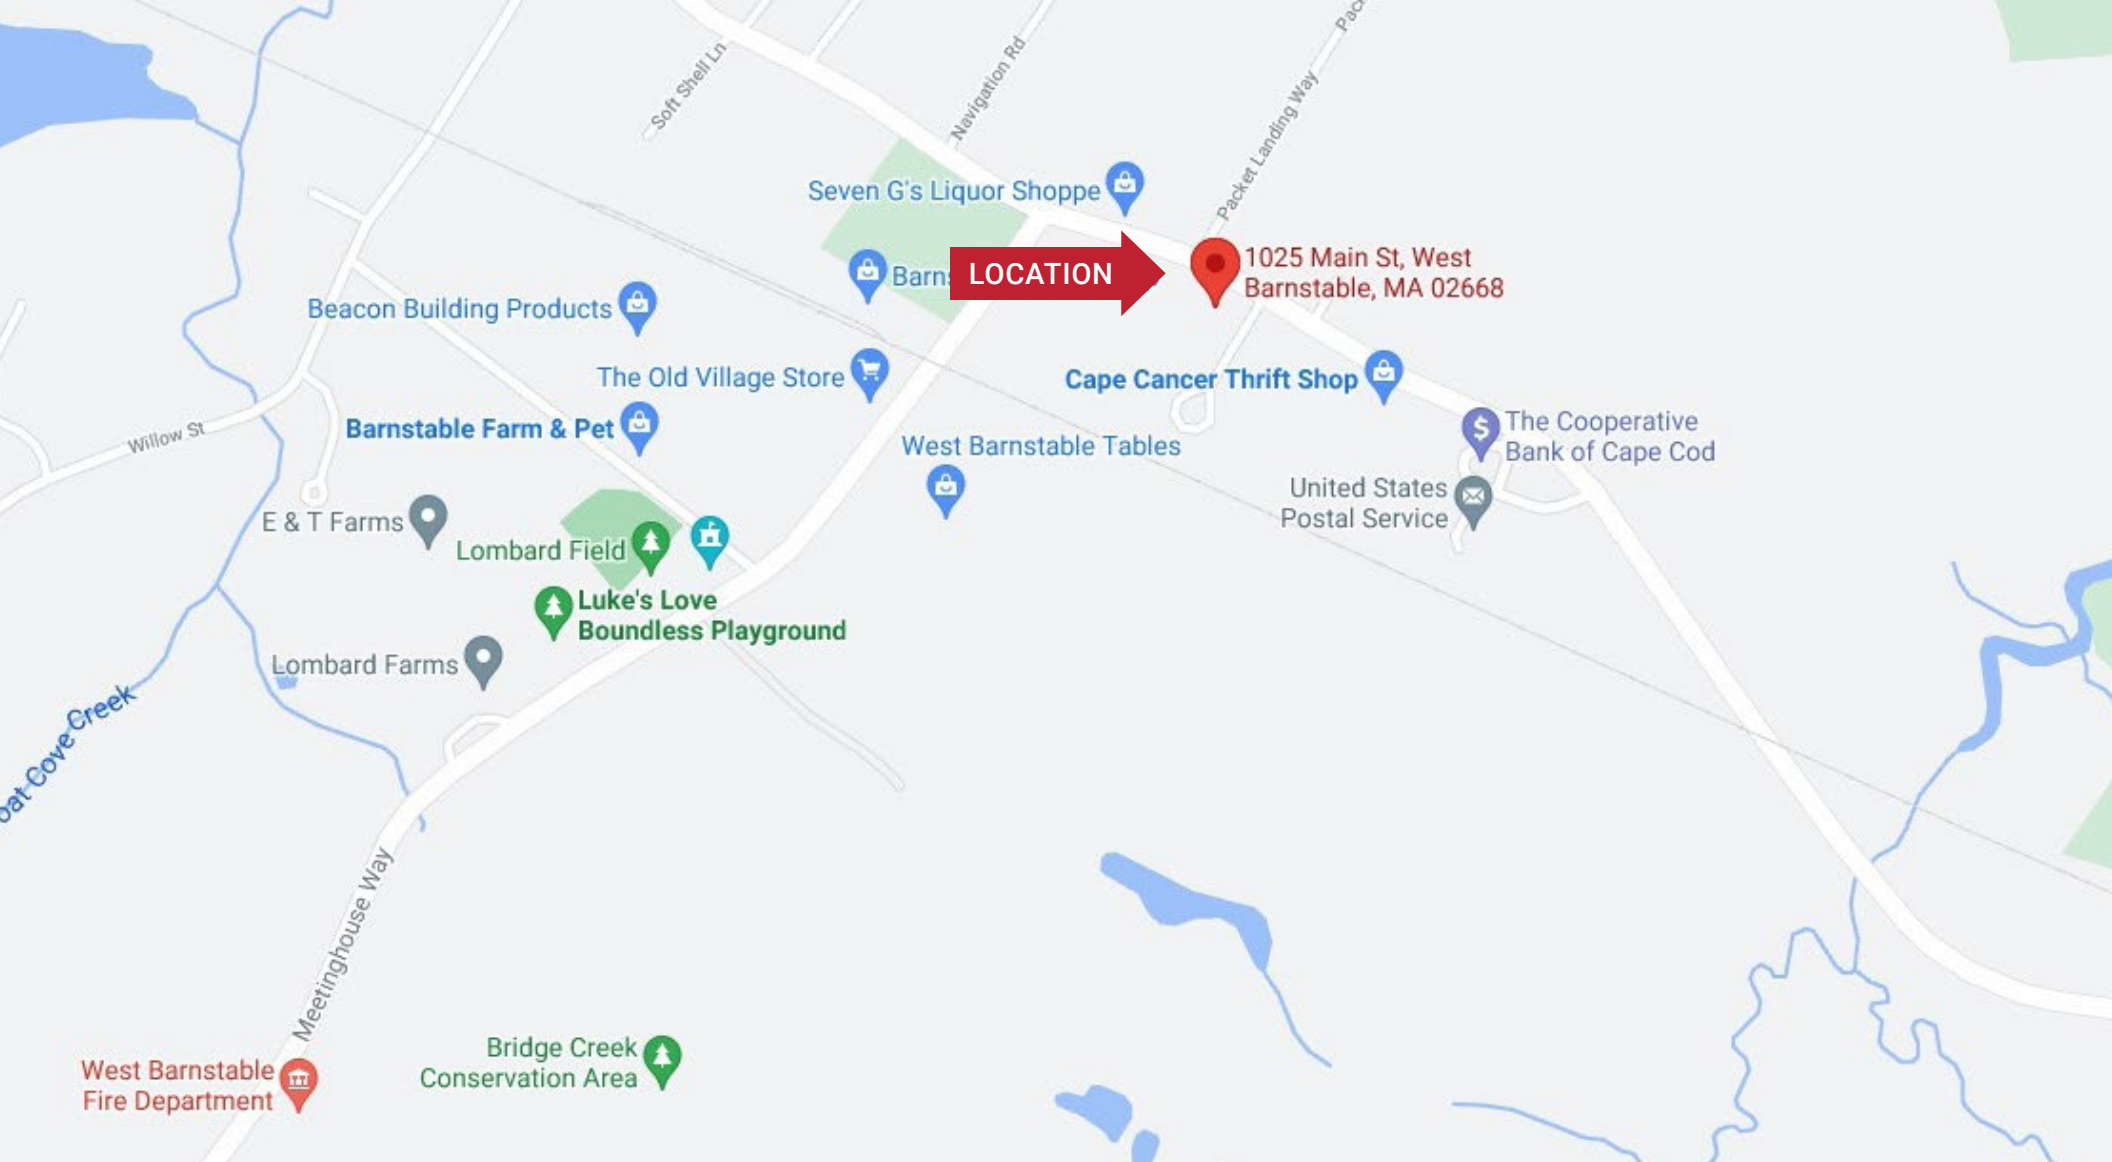 Soft Shell Ln
Navigation Rd
Packet Landing Way
Seven G's Liquor Shoppe
LOCATION
1025 Main St, West
Barnstable, MA 02668
Beacon Building Products
The Old Village Store
Cape Cancer Thrift Shop
Barnstable Farm & Pet
Willow St
West Barnstable Tables
The Cooperative
Bank of Cape Cod
United States
Postal Service
E & T Farms
Lombard Field
Luke's Love
Boundless Playground
Lombard Farms
Cove Creek
Meetinghouse Way
Bridge Creek
Conservation Area
West Barnstable
Fire Department